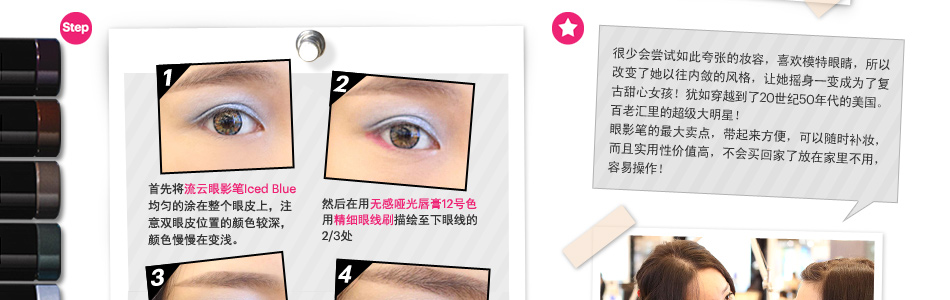 Step
1
首先将流云眼影笔Iced Blue
均匀的涂在整个眼皮上，注
意双眼皮位置的颜色较深，
颜色慢慢在变浅。
2
然后在用无感哑光唇膏12号色
用精细眼线刷描绘至下眼线的
2/3处
3
4
很少会尝试如此夸张的妆容，喜欢模特眼睛，所以
改变了她以往内敛的风格，让她摇身一变成为了复
古甜心女孩！犹如穿越到了20世纪50年代的美国。
百老汇里的超级大明星！
眼影笔的最大卖点，带起来方便，可以随时补妆，
而且实用性价值高，不会买回家了放在家里不用，
容易操作！